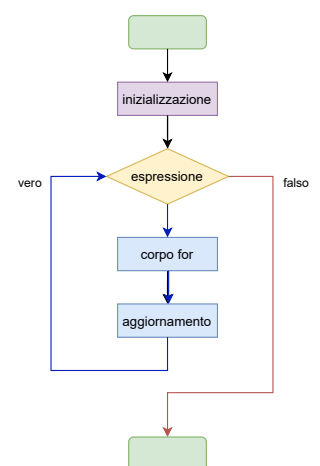 inizializzazione
espressione
vero
falso
corpo for
aggiornamento